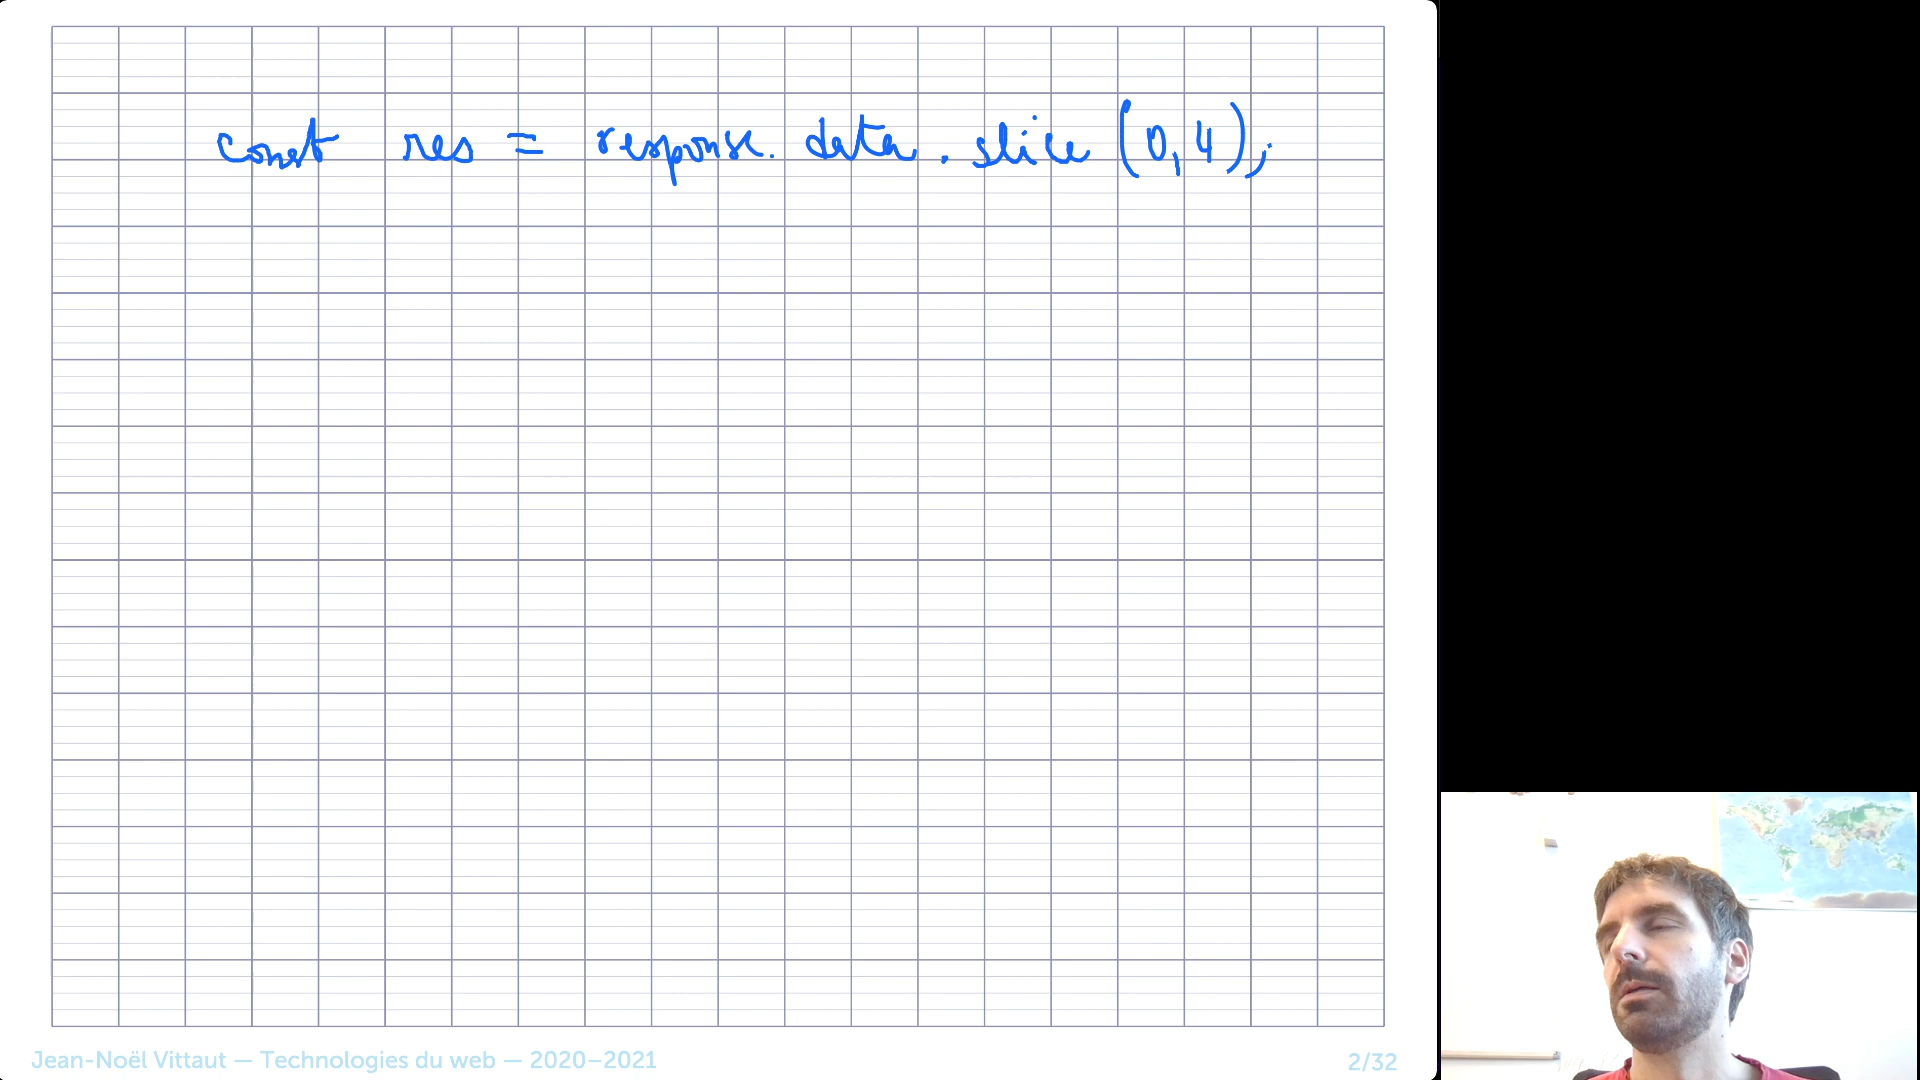 const res = response. data . slice (0,4);
Jean-Noël Vittaut — Technologies du web — 2020–2021
2/32